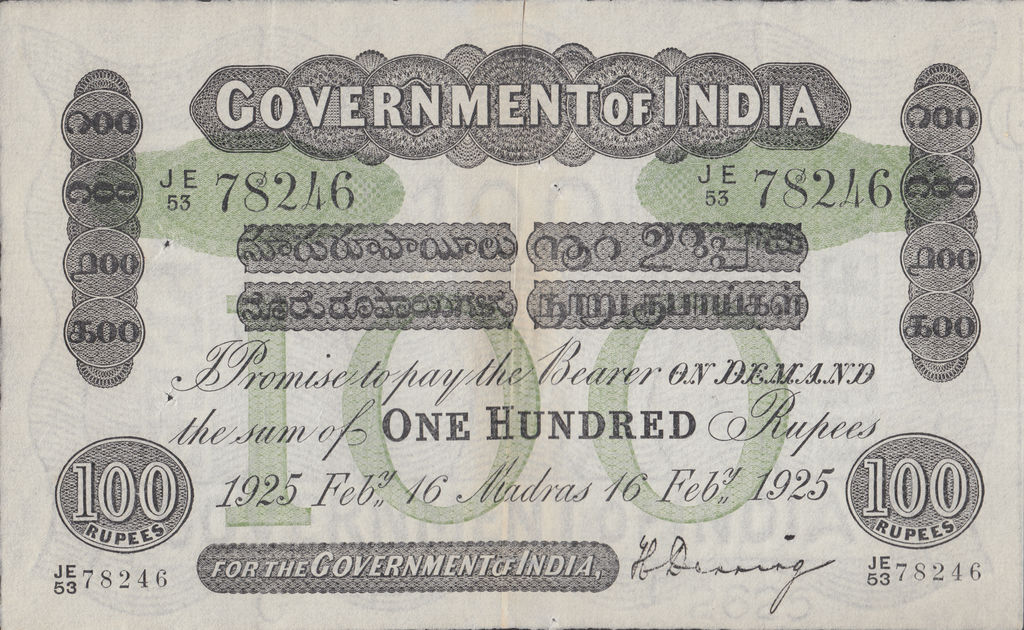 GOVERNMENT OF INDIA
JE
53 78246
JE
53 78246
నూరురూపాయీలు
ನೂರುರೂಪಾಯಿಗಳು
நூறுரூபாய்கள்
I Promise to pay the Bearer ON DEMAND
the sum of ONE HUNDRED Rupees
1925 Feby 16 Madras 16 Feby 1925
100
RUPEES
100
RUPEES
FOR THE GOVERNMENT OF INDIA,
H Denning
JE
53 78246
JE
53 78246